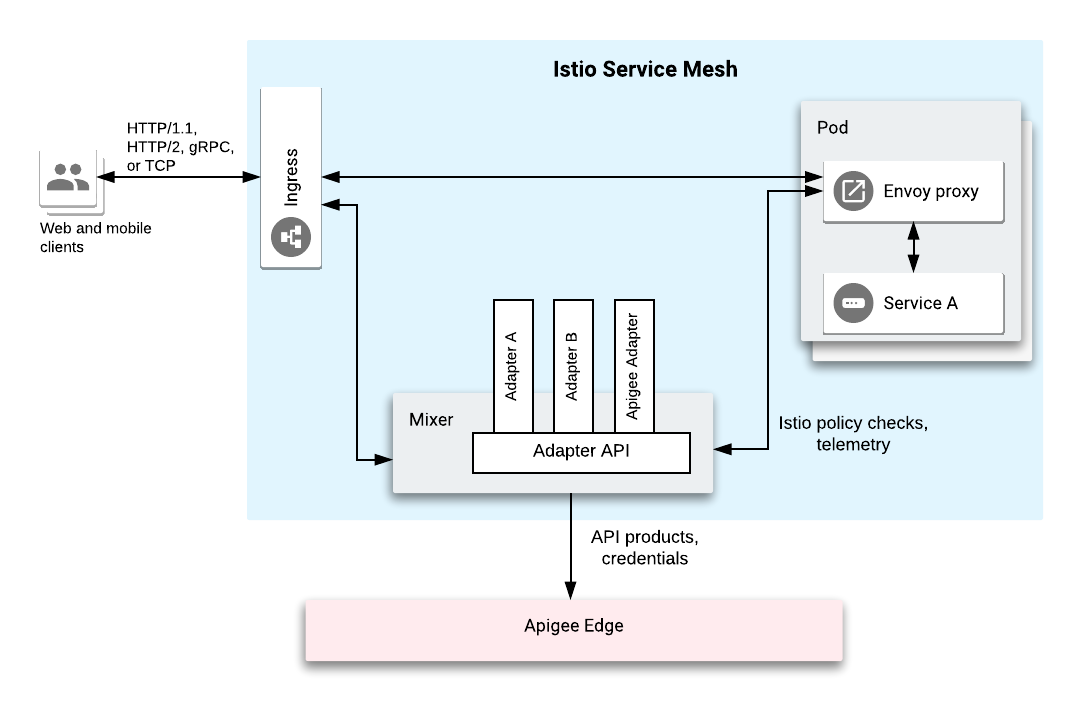 Istio Service Mesh
HTTP/1.1,
HTTP/2, gRPC,
or TCP
Web and mobile
clients
Ingress
Pod
Envoy proxy
Service A
Adapter A
Adapter B
Apigee Adapter
Mixer
Adapter API
Istio policy checks,
telemetry
API products,
credentials
Apigee Edge